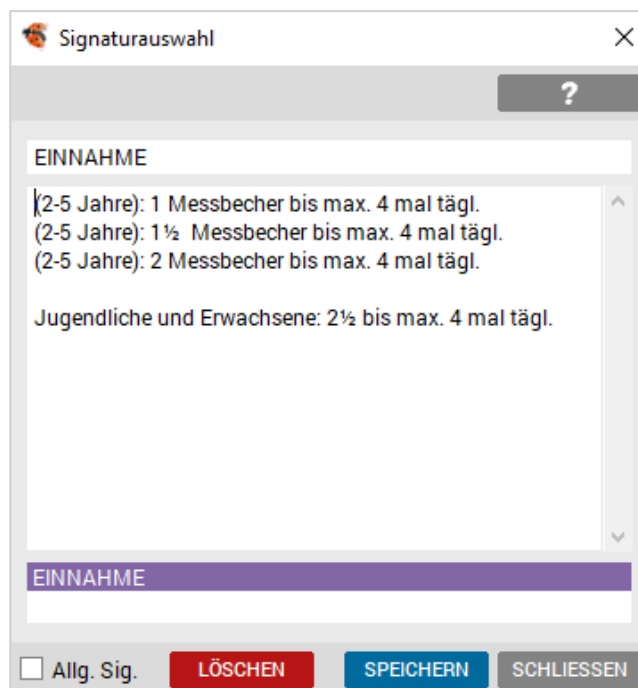 Signaturauswahl
?
EINNAHME
(2-5 Jahre): 1 Messbecher bis max. 4 mal tägl.
(2-5 Jahre): 1½  Messbecher bis max. 4 mal tägl.
(2-5 Jahre): 2 Messbecher bis max. 4 mal tägl.
Jugendliche und Erwachsene: 2½ bis max. 4 mal tägl.
EINNAHME
Allg. Sig.
LÖSCHEN
SPEICHERN
SCHLIESSEN